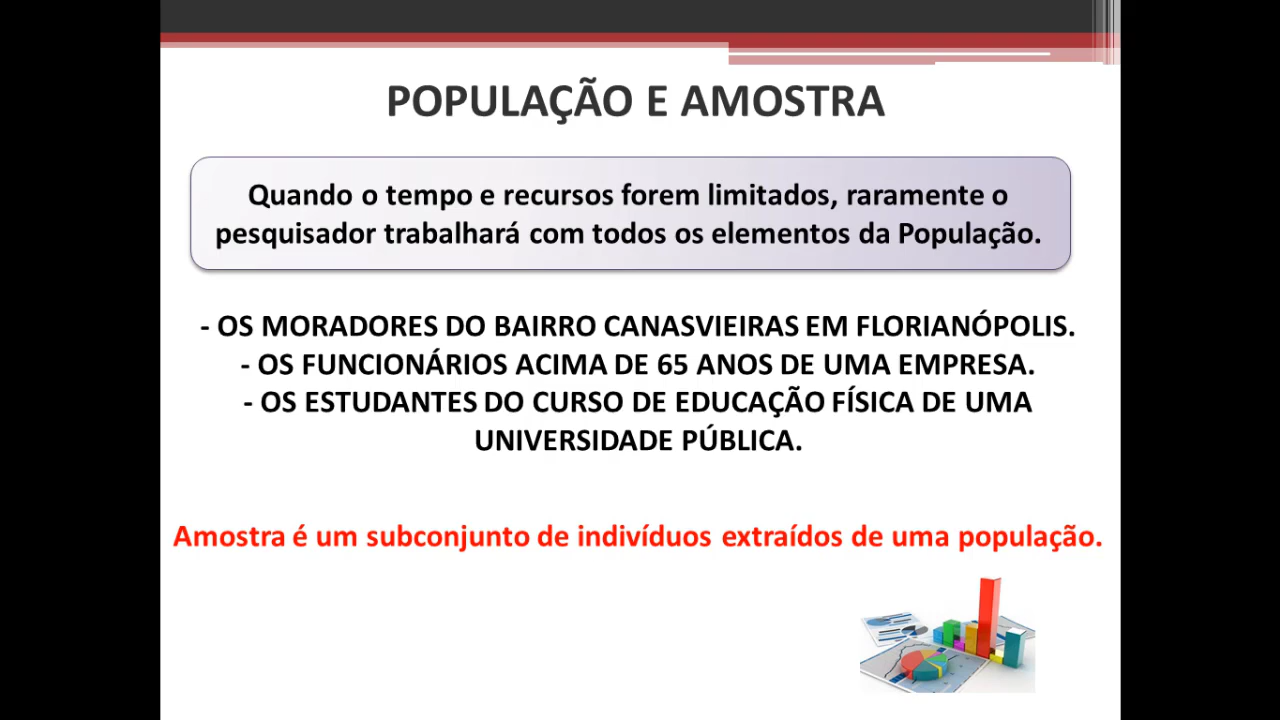 POPULAÇÃO E AMOSTRA
Quando o tempo e recursos forem limitados, raramente o
pesquisador trabalhará com todos os elementos da População.
- OS MORADORES DO BAIRRO CANASVIEIRAS EM FLORIANÓPOLIS.
- OS FUNCIONÁRIOS ACIMA DE 65 ANOS DE UMA EMPRESA.
- OS ESTUDANTES DO CURSO DE EDUCAÇÃO FÍSICA DE UMA
UNIVERSIDADE PÚBLICA.
Amostra é um subconjunto de indivíduos extraídos de uma população.